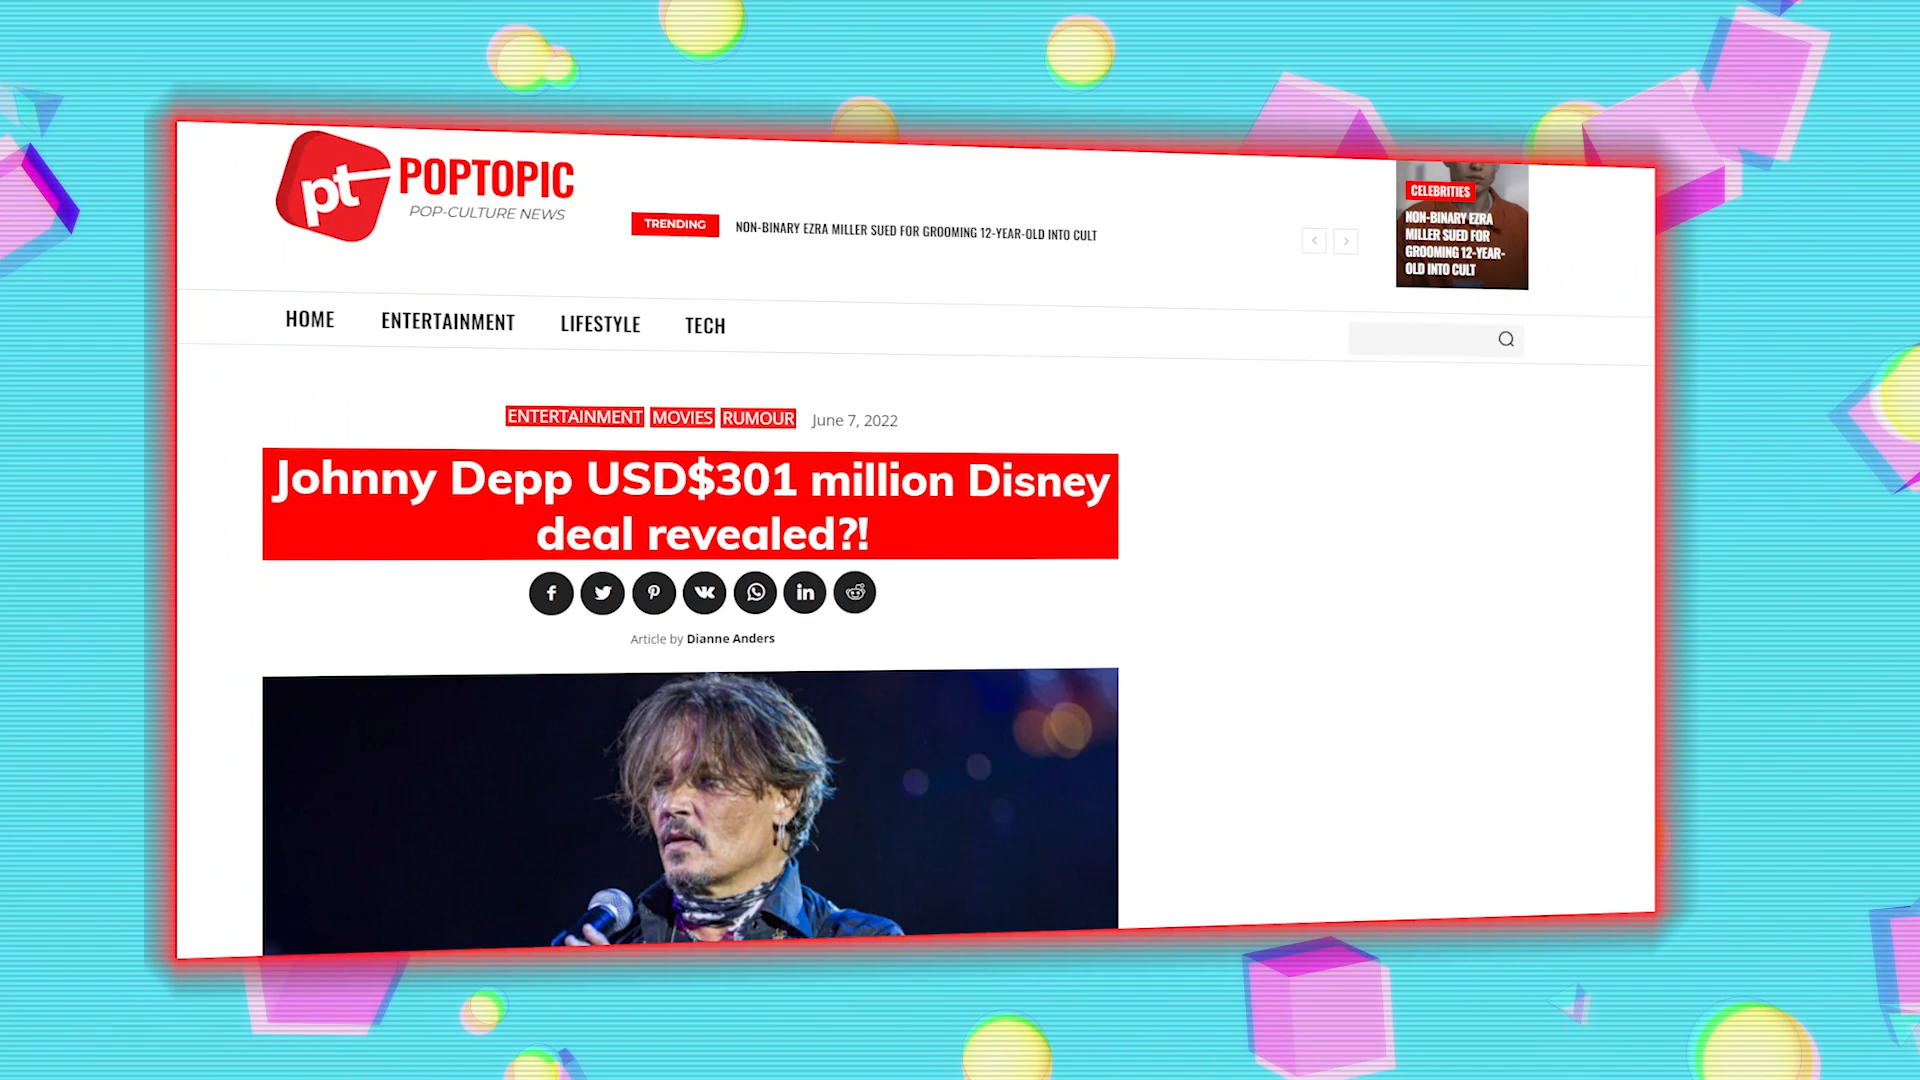 pt
POPTOPIC
POP-CULTURE NEWS
TRENDING NON-BINARY EZRA MILLER SUED FOR GROOMING 12-YEAR-OLD INTO CULT
CELEBRITIES
NON-BINARY EZRA
MILLER SUED FOR
GROOMING 12-YEAR-
OLD INTO CULT
HOME ENTERTAINMENT LIFESTYLE TECH
ENTERTAINMENT MOVIES RUMOUR June 7, 2022
Johnny Depp USD$301 million Disney
deal revealed?!
Article by Dianne Anders